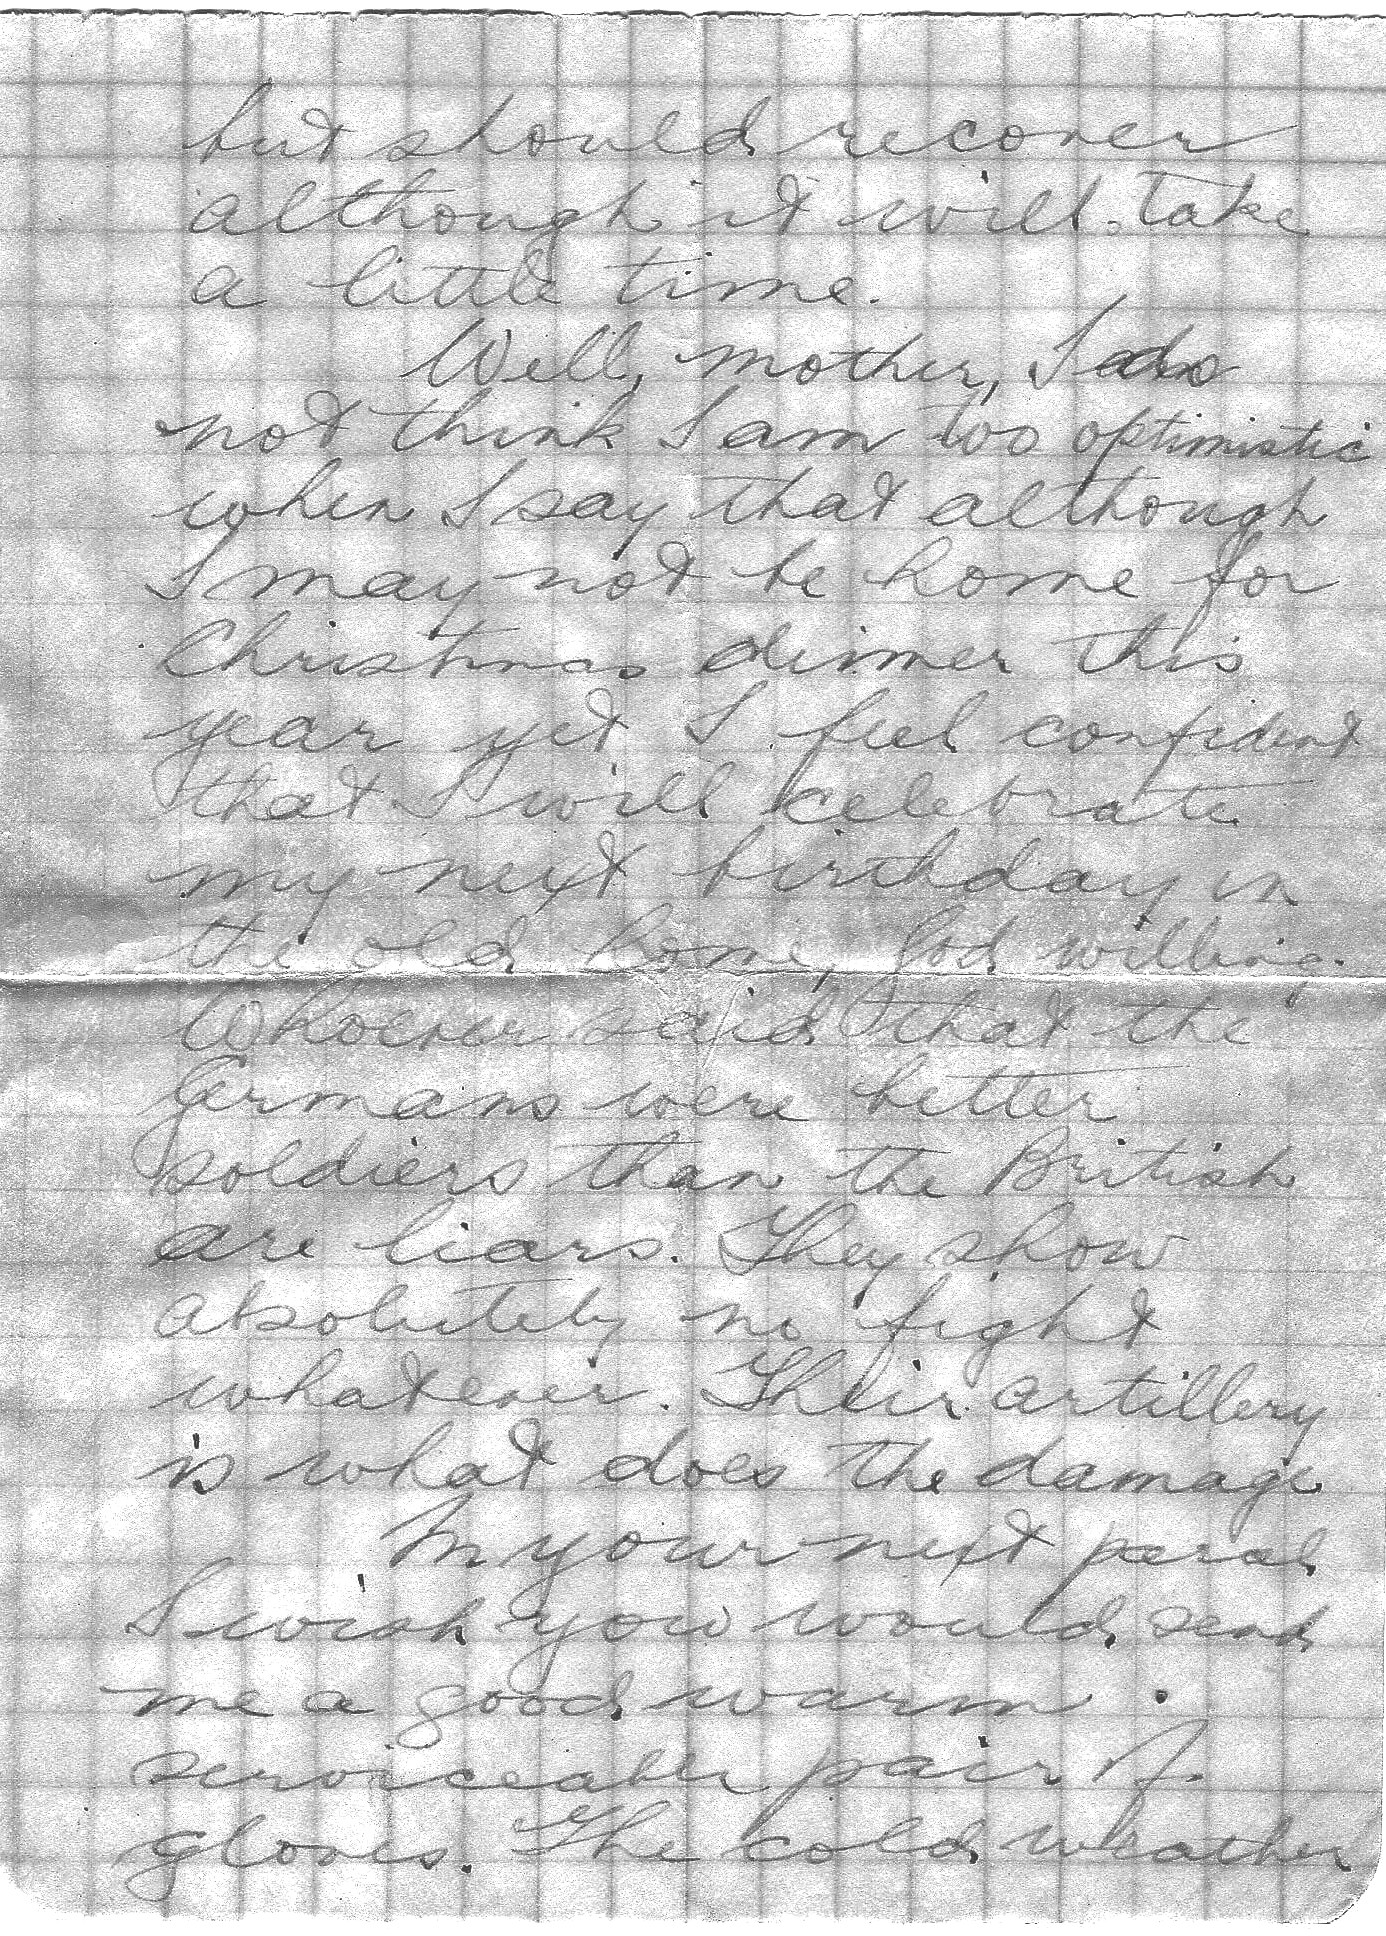 but should recover
although it will take
a little time.
Well, mother, I do
not think I am too optimistic
when I say that although
I may not be home for
Christmas dinner this
year yet I feel confident
that I will celebrate
my next birthday in
the old home, God willing.
Whoever said that the
Germans were better
soldiers than the British
are liars. They show
absolutely no fight
whatever. Their artillery
is what does the damage
In your next parcel
I wish you would send
me a good warm
serviceable pair of
gloves. The cold weather